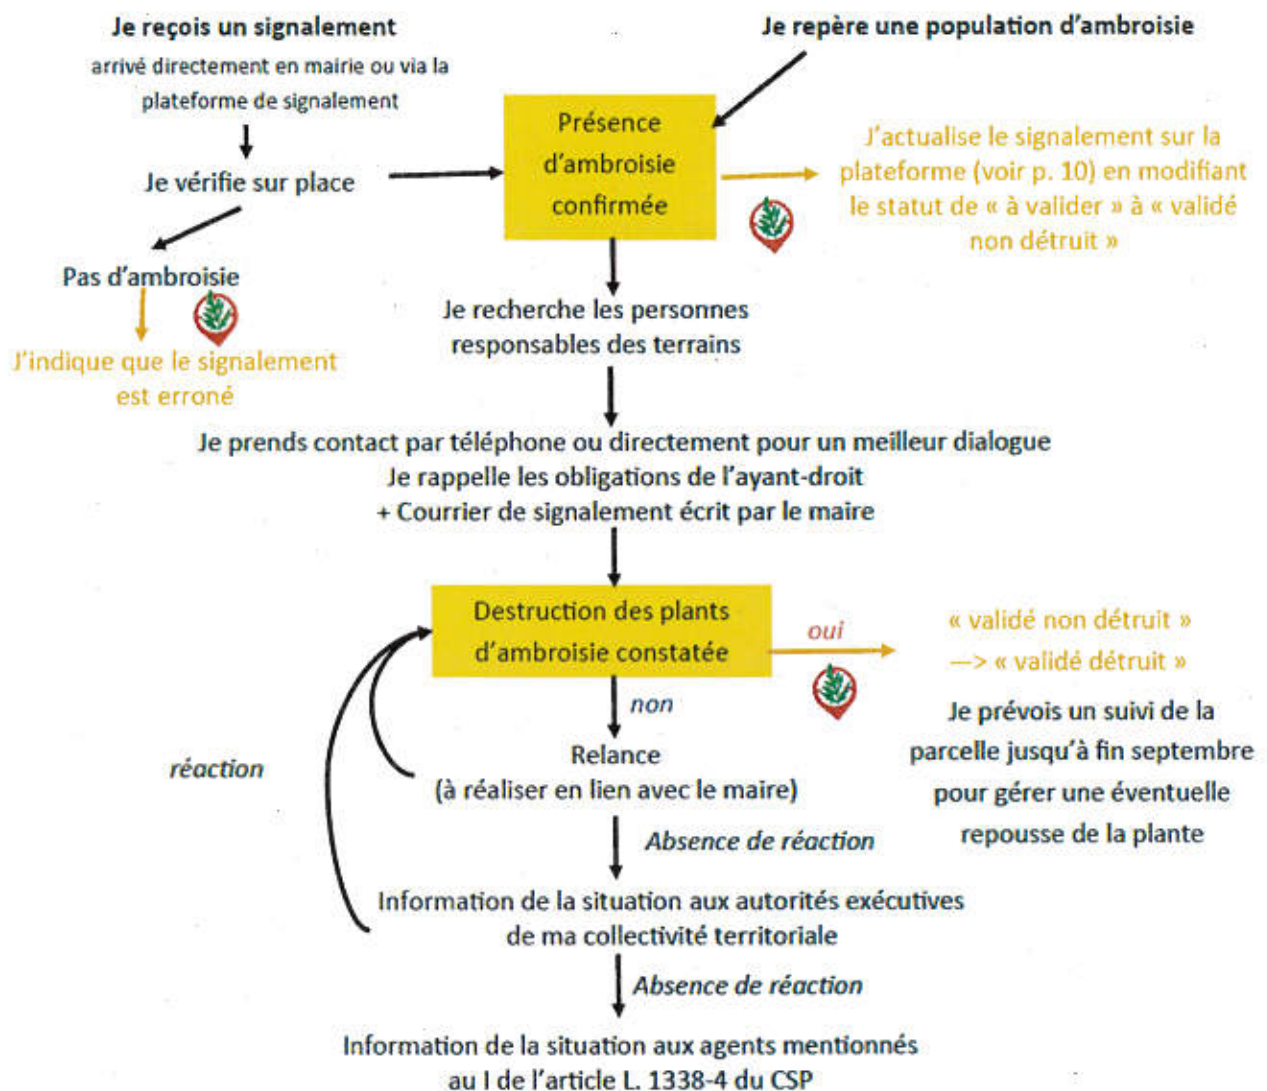 Je reçois un signalement
arrivé directement en mairie ou via la
plateforme de signalement
Je repère une population d'ambroisie
Je vérifie sur place
Présence
d'ambroisie
confirmée
J'actualise le signalement sur la
plateforme (voir p. 10) en modifiant
le statut de « à valider » à « validé
non détruit »
Pas d'ambroisie
J'indique que le signalement
est erroné
Je recherche les personnes
responsables des terrains
Je prends contact par téléphone ou directement pour un meilleur dialogue
Je rappelle les obligations de l'ayant-droit
+ Courrier de signalement écrit par le maire
Destruction des plants
d'ambroisie constatée
oui
« validé non détruit »
—> « validé détruit »
Je prévois un suivi de la
parcelle jusqu'à fin septembre
pour gérer une éventuelle
repousse de la plante
non
Relance
(à réaliser en lien avec le maire)
réaction
Absence de réaction
Information de la situation aux autorités exécutives
de ma collectivité territoriale
Absence de réaction
Information de la situation aux agents mentionnés
au I de l'article L. 1338-4 du CSP